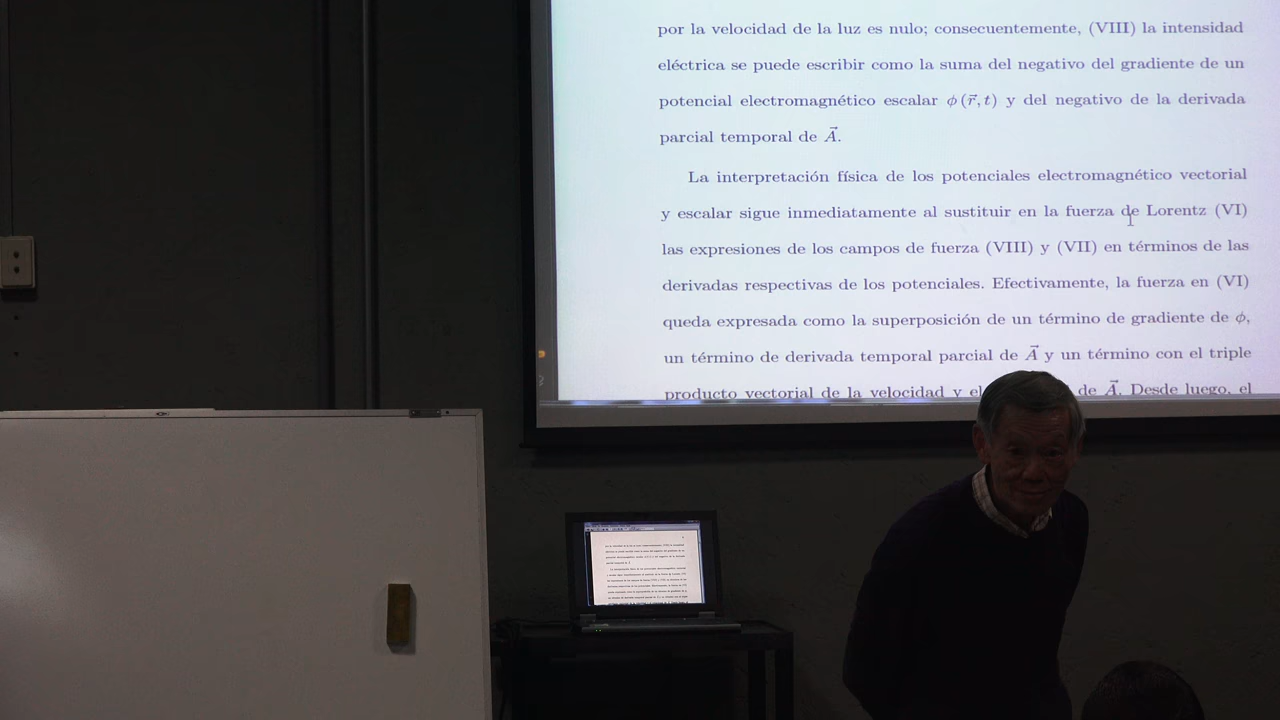 por la velocidad de la luz es nulo; consecuentemente, (VIII) la intensidad
eléctrica se puede escribir como la suma del negativo del gradiente de un
potencial electromagnético escalar ϕ(r⃗, t) y del negativo de la derivada
parcial temporal de A⃗.
La interpretación física de los potenciales electromagnético vectorial
y escalar sigue inmediatamente al sustituir en la fuerza de Lorentz (VI)
las expresiones de los campos de fuerza (VIII) y (VII) en términos de las
derivadas respectivas de los potenciales. Efectivamente, la fuerza en (VI)
queda expresada como la superposición de un término de gradiente de ϕ,
un término de derivada temporal parcial de A⃗ y un término con el triple
producto vectorial de la velocidad y el de A⃗. Desde luego, el